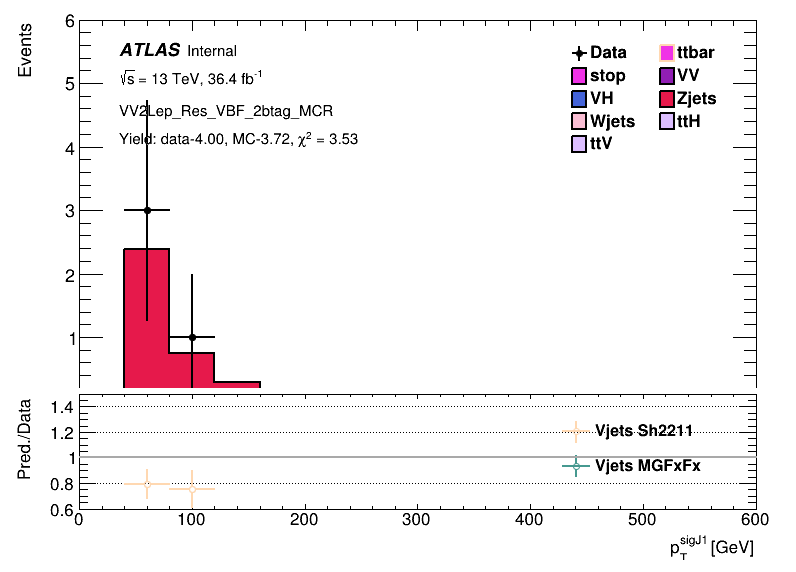 Events
6
5
4
3
2
1
ATLAS Internal
√s = 13 TeV, 36.4 fb⁻¹
VV2Lep_Res_VBF_2btag_MCR
Yield: data-4.00, MC-3.72, χ² = 3.53
Data
ttbar
stop
VV
VH
Zjets
Wjets
ttH
ttV
Pred./Data
1.4
1.2
1
0.8
0.6
Vjets Sh2211
Vjets MGFxFx
0 100 200 300 400 500 600
p_T^sigJ1 [GeV]